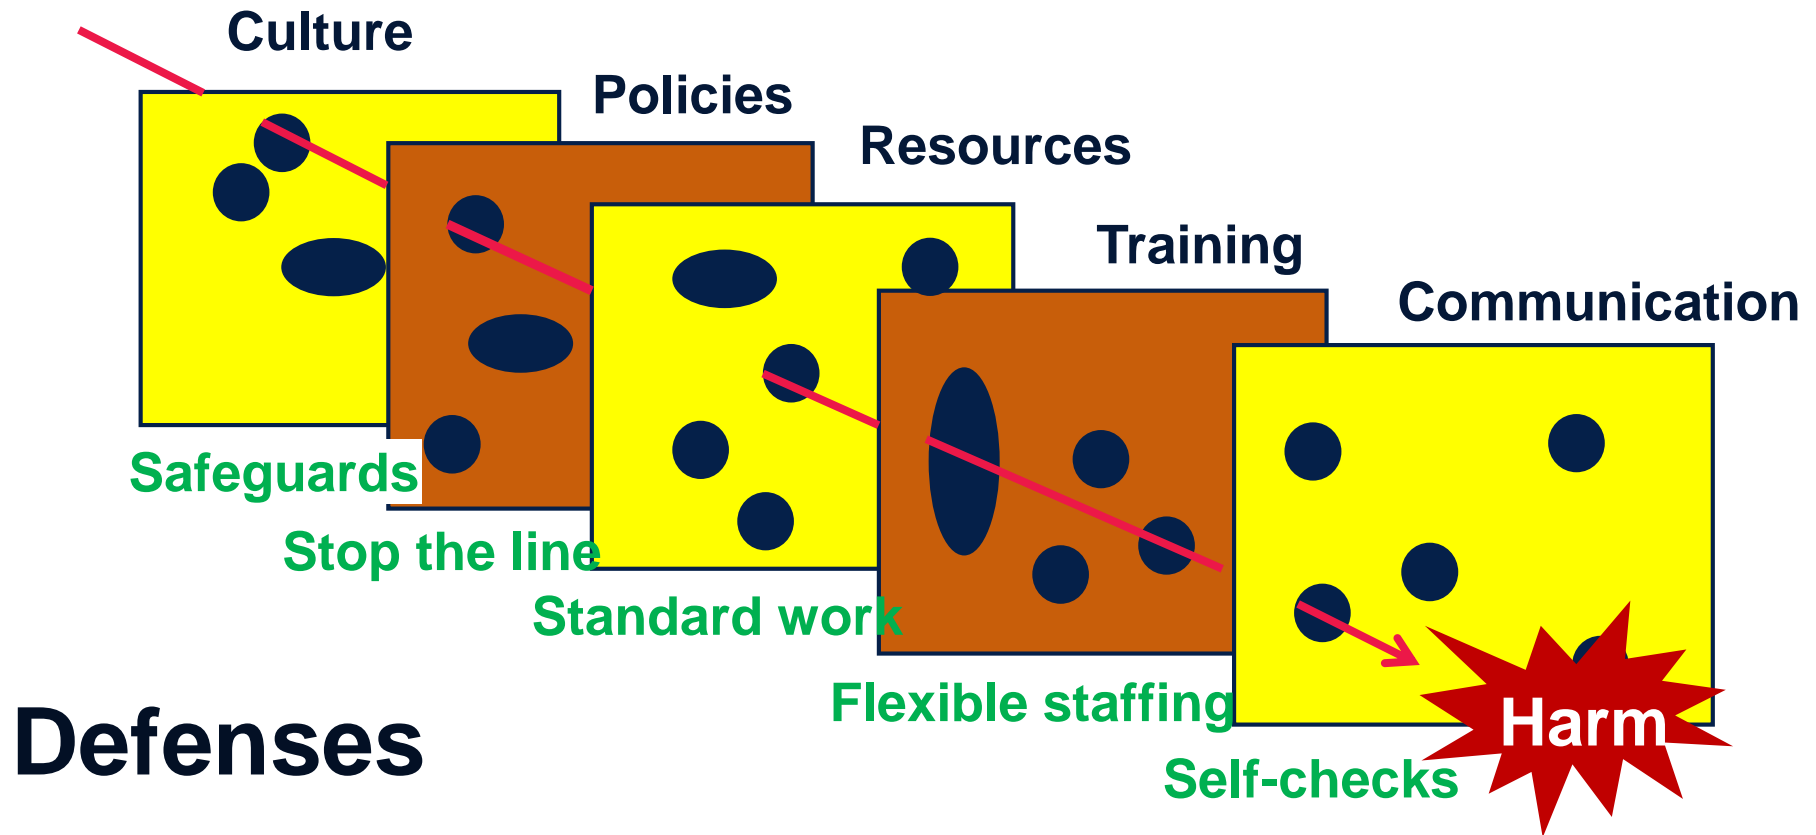 Culture
Policies
Resources
Training
Communication
Safeguards
Stop the line
Standard work
Flexible staffing
Self-checks
Harm
Defenses